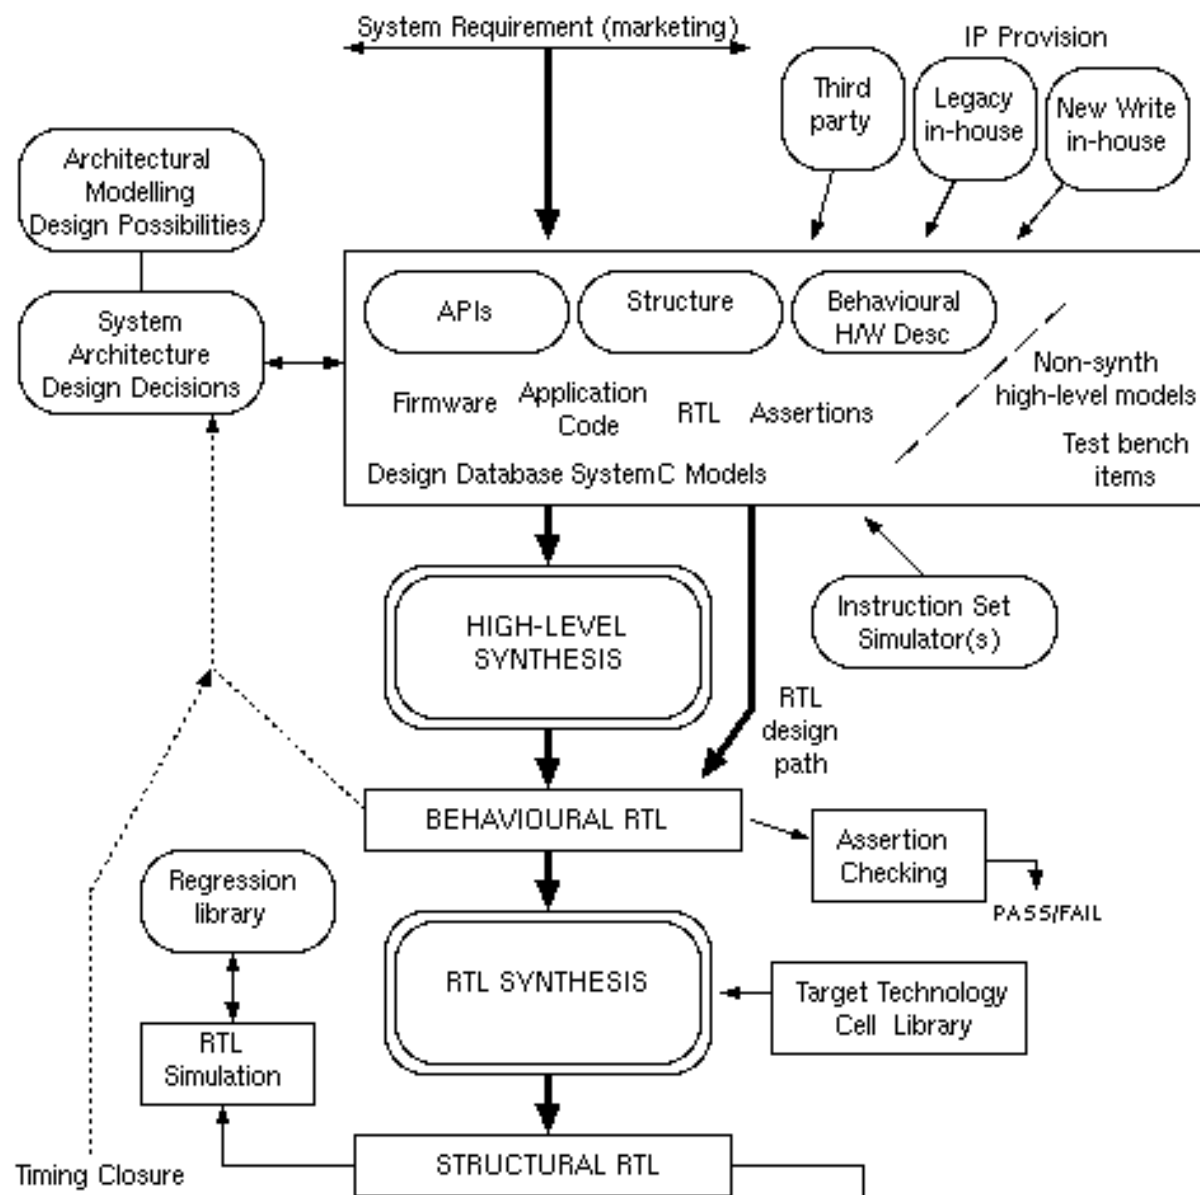 System Requirement (marketing)
IP Provision
Third
party
Legacy
in-house
New Write
in-house
Architectural
Modelling
Design Possibilities
System
Architecture
Design Decisions
APIs
Structure
Behavioural
H/W Desc
Non-synth
high-level models
Firmware
Application
Code
RTL
Assertions
Test bench
items
Design Database SystemC Models
HIGH-LEVEL
SYNTHESIS
Instruction Set
Simulator(s)
RTL
design
path
BEHAVIOURAL RTL
Assertion
Checking
PASS/FAIL
Regression
library
RTL SYNTHESIS
Target Technology
Cell Library
RTL
Simulation
Timing Closure
STRUCTURAL RTL